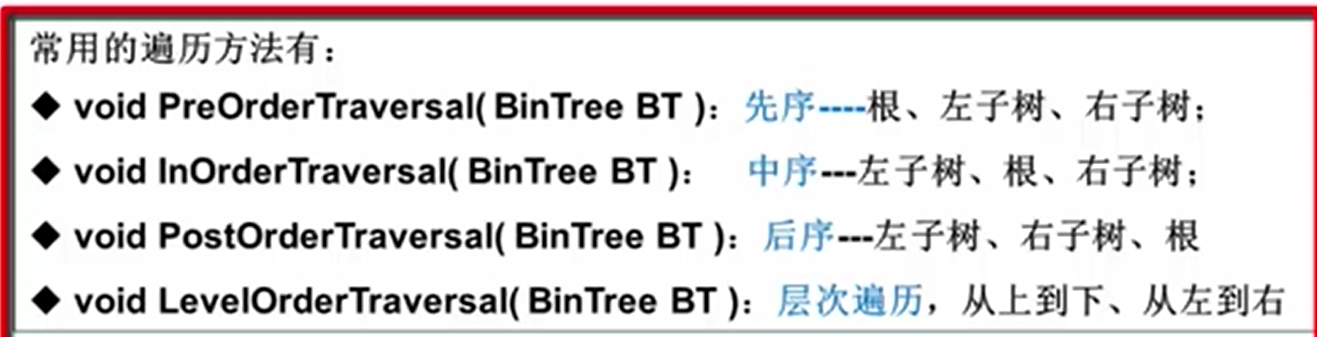 常用的遍历方法有：
◆ void PreOrderTraversal( BinTree BT )： 先序----根、左子树、右子树；
◆ void InOrderTraversal( BinTree BT )： 中序---左子树、根、右子树；
◆ void PostOrderTraversal( BinTree BT )： 后序---左子树、右子树、根
◆ void LevelOrderTraversal( BinTree BT )： 层次遍历，从上到下、从左到右